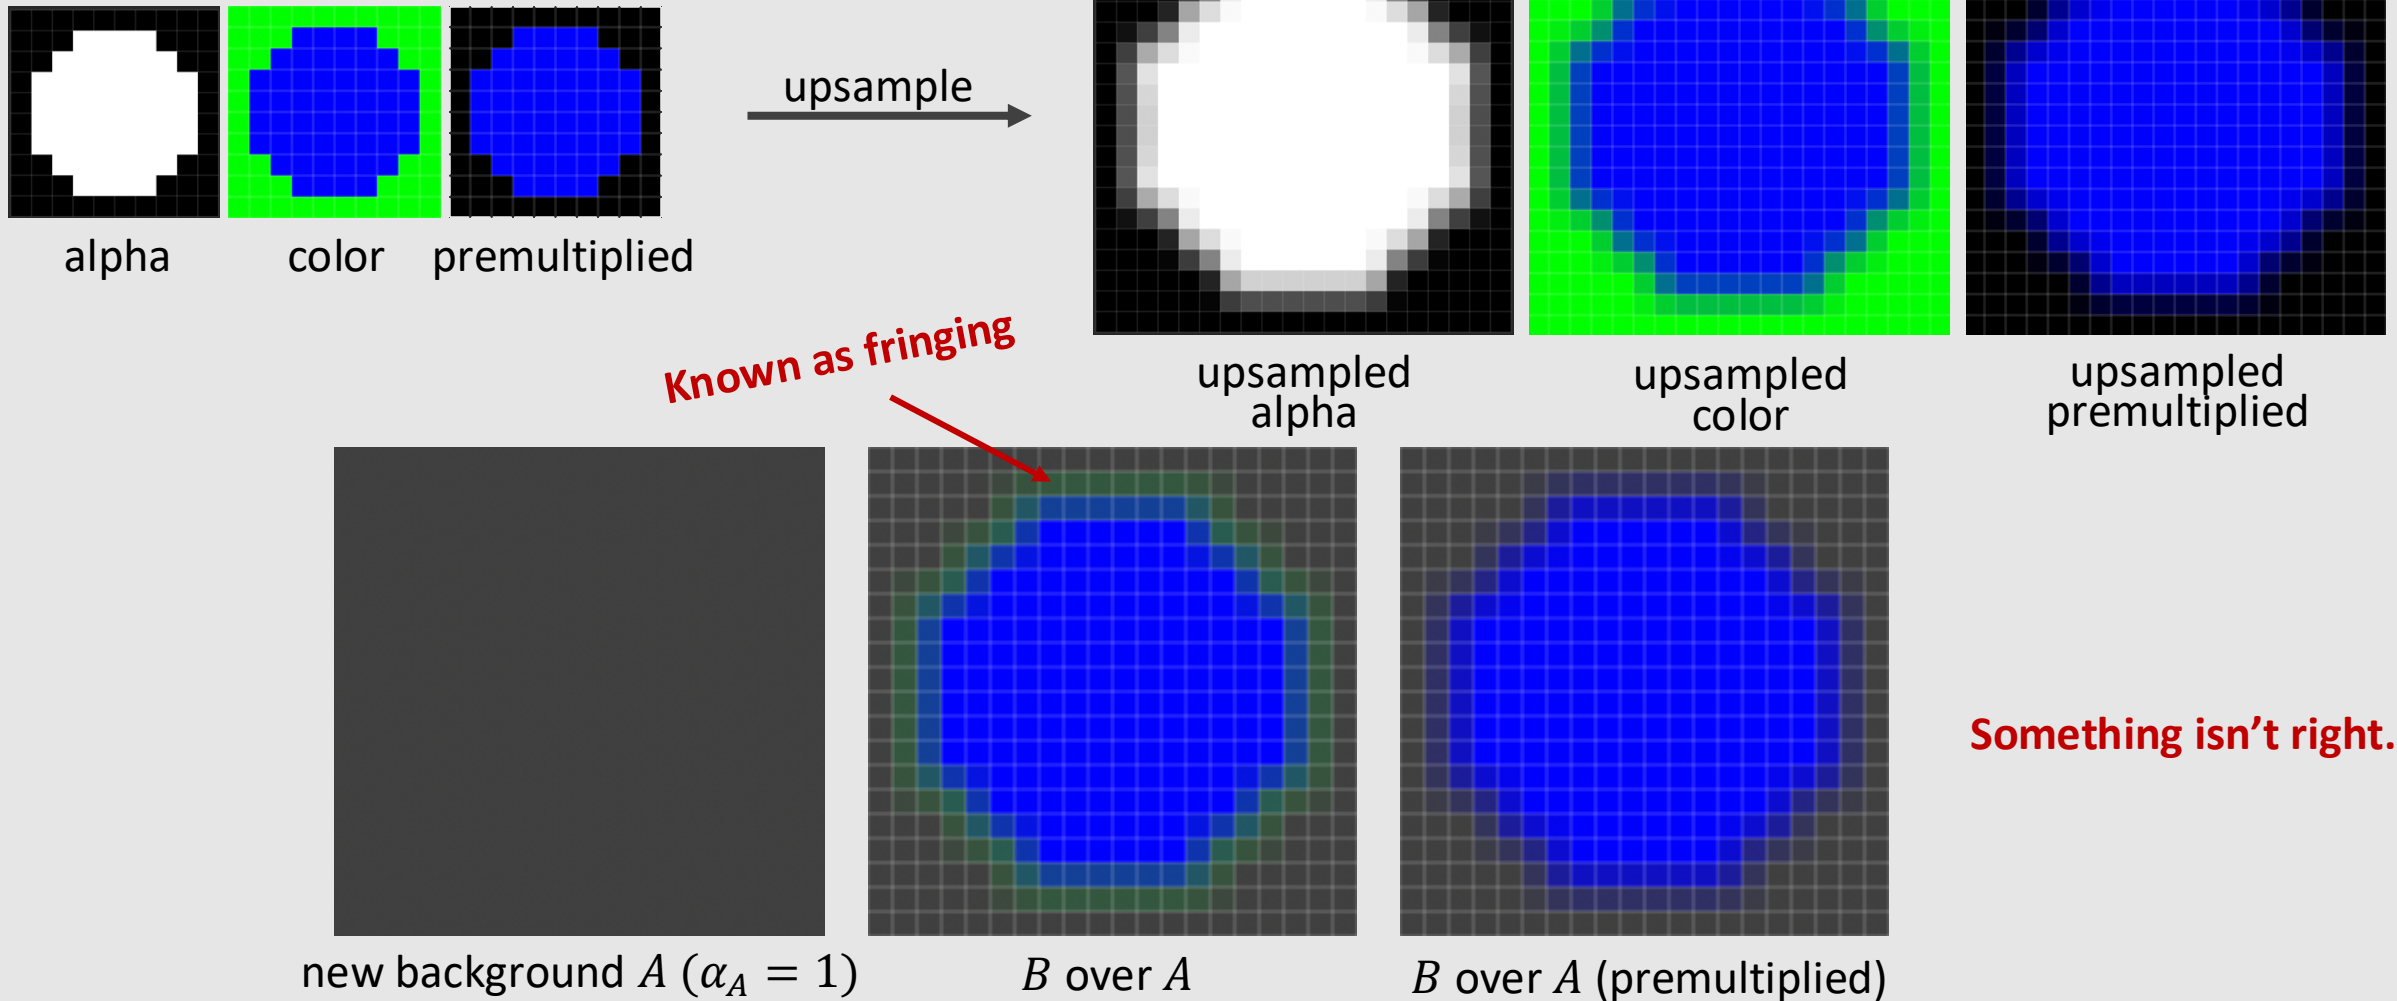 upsample
alpha
color
premultiplied
upsampled
alpha
upsampled
color
upsampled
premultiplied
Known as fringing
Something isn’t right.
new background A (α_A = 1)
B over A
B over A (premultiplied)